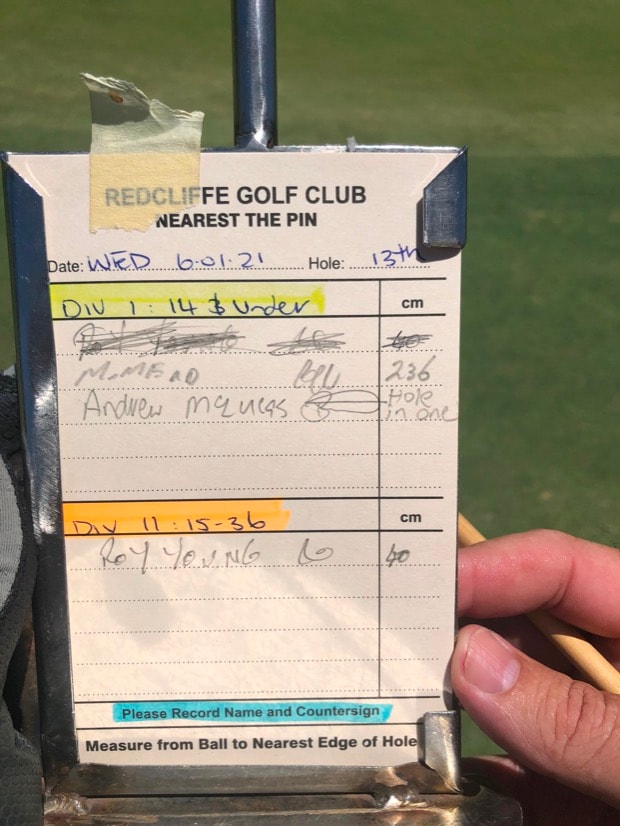 REDCLIFFE GOLF CLUB
NEAREST THE PIN
Date: WED 6.01.21 Hole: 13th
DIV 1 : 14 & Under cm
236
Andrew Hole in one
DIV 11 : 15-36 cm
ROY YOUNG 40
Please Record Name and Countersign
Measure from Ball to Nearest Edge of Hole